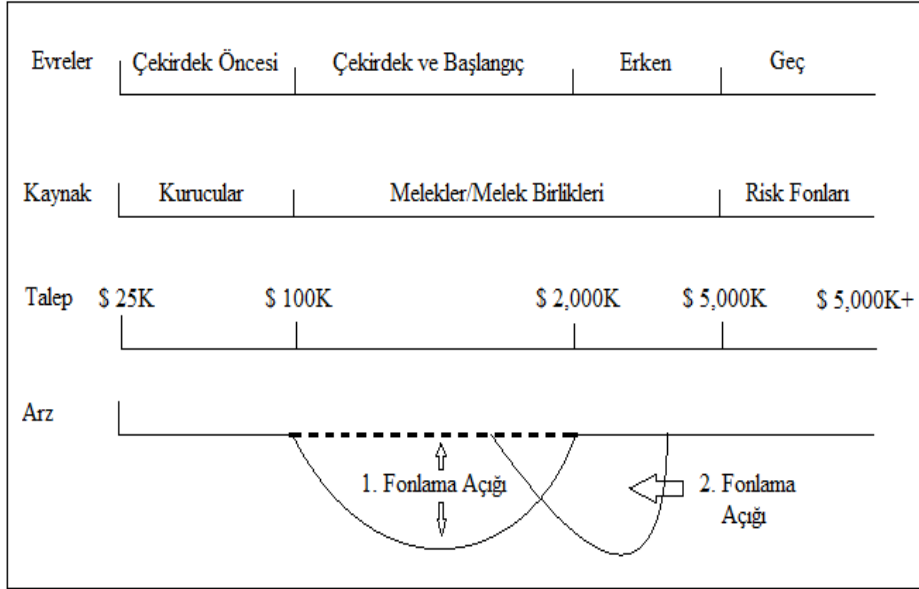 Evreler Çekirdek Öncesi Çekirdek ve Başlangıç Erken Geç
Kaynak Kurucular Melekler/Melek Birlikleri Risk Fonları
Talep $ 25K $ 100K $ 2,000K $ 5,000K $ 5,000K+
Arz
1. Fonlama Açığı 2. Fonlama
Açığı